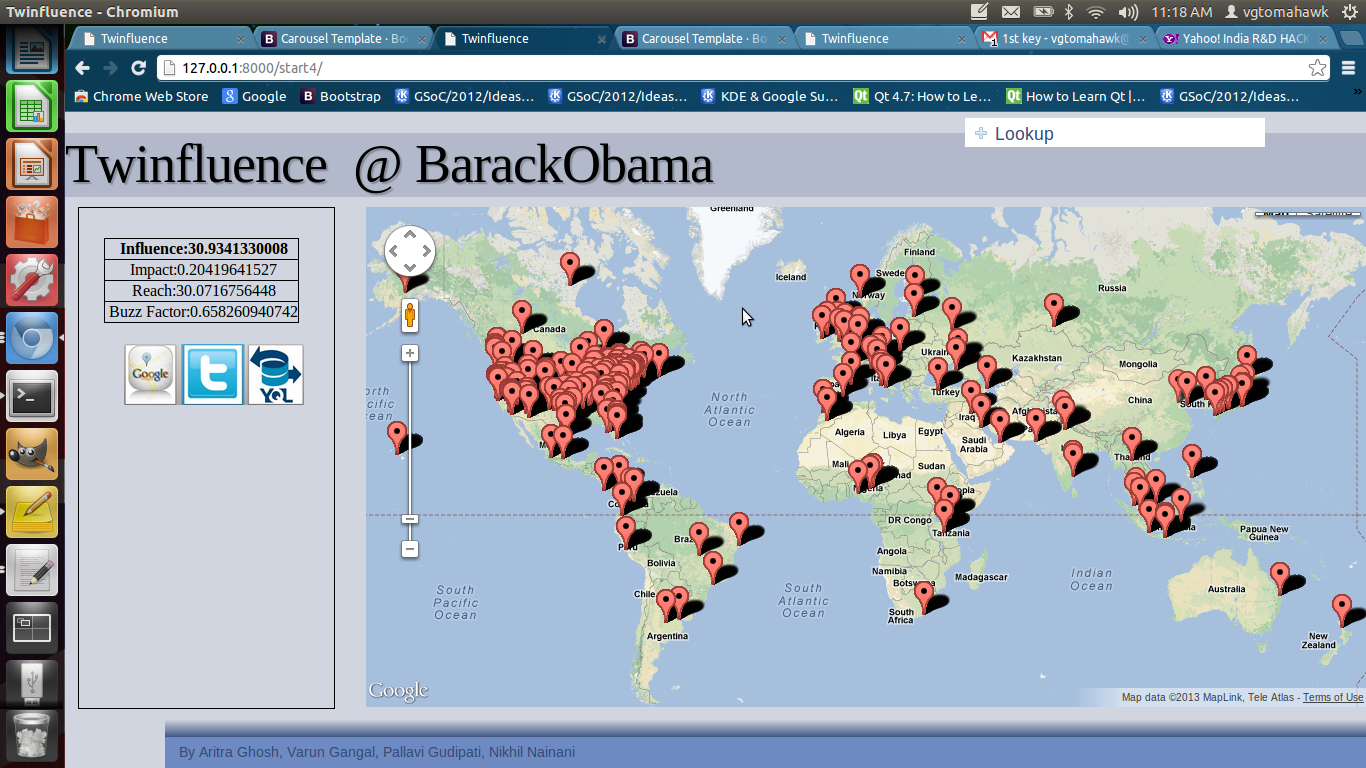 Twinfluence - Chromium
11:18 AM vgtomahawk
Twinfluence
Carousel Template · Bo
Twinfluence
Carousel Template · Bo
Twinfluence
1st key - vgtomahawk@
Yahoo! India R&D HACK
127.0.0.1:8000/start4/
Chrome Web Store
Google
Bootstrap
GSoC/2012/Ideas...
GSoC/2012/Ideas...
KDE & Google Su...
Qt 4.7: How to Le...
How to Learn Qt |...
GSoC/2012/Ideas...
Lookup
Twinfluence @ BarackObama
Influence:30.9341330008
Impact:0.20419641527
Reach:30.0716756448
Buzz Factor:0.658260940742
Google
YQL
Greenland
Iceland
Finland
Norway
Russia
Canada
Kazakhstan
Mongolia
Turkey
China
North
Atlantic
Ocean
Iraq
Algeria
Libya
Egypt
Saudi
Arabia
Mali
Sudan
DR Congo
Tanzania
Papua New
Guinea
Bolivia
Angola
Namibia
Madagascar
South
Pacific
Ocean
South
Atlantic
Ocean
Indian
Ocean
Australia
Chile
South
Africa
Argentina
New
Zealand
Google
Map data ©2013 MapLink, Tele Atlas - Terms of Use
By Aritra Ghosh, Varun Gangal, Pallavi Gudipati, Nikhil Nainani